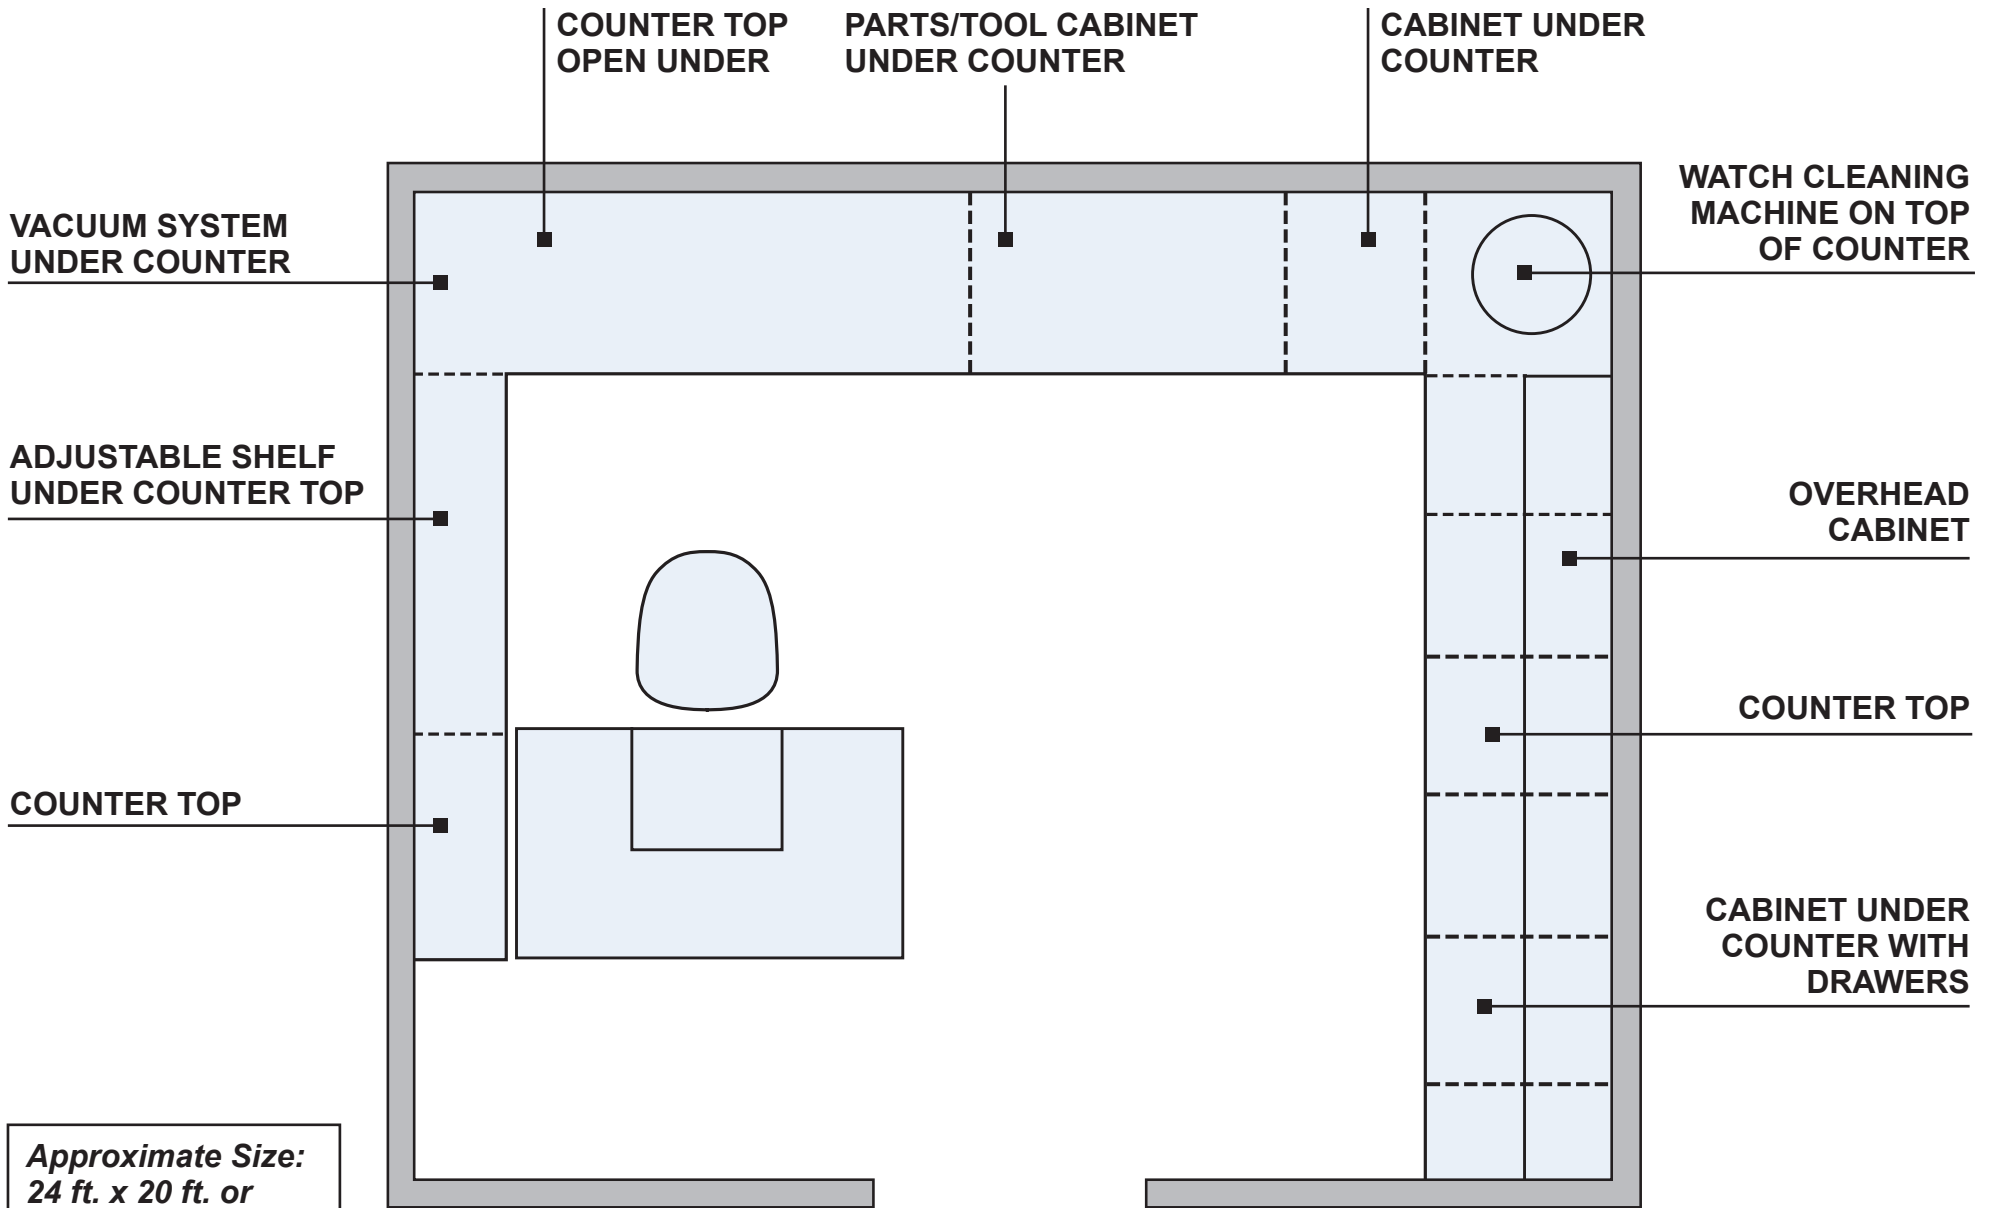 COUNTER TOP
OPEN UNDER
PARTS/TOOL CABINET
UNDER COUNTER
CABINET UNDER
COUNTER
VACUUM SYSTEM
UNDER COUNTER
WATCH CLEANING
MACHINE ON TOP
OF COUNTER
ADJUSTABLE SHELF
UNDER COUNTER TOP
OVERHEAD
CABINET
COUNTER TOP
COUNTER TOP
CABINET UNDER
COUNTER WITH
DRAWERS
Approximate Size:
24 ft. x 20 ft. or